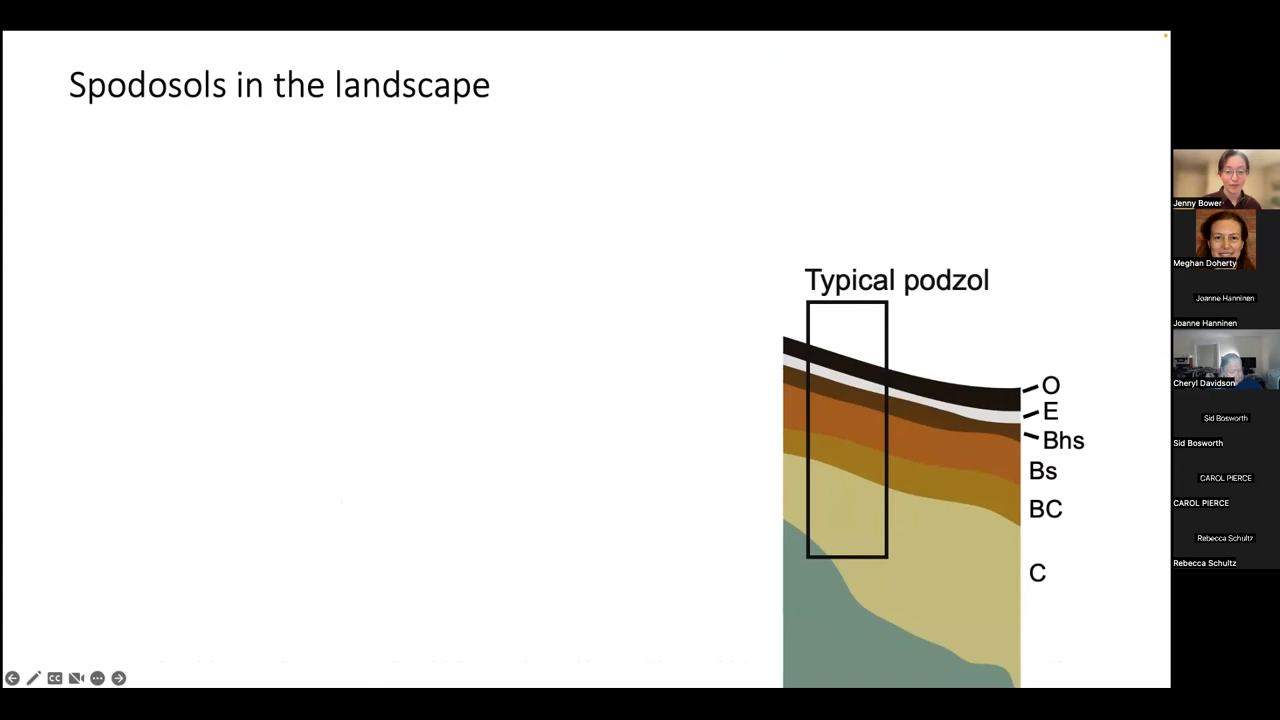 Spodosols in the landscape
Typical podzol
O
E
Bhs
Bs
BC
C
Jenny Bower
Meghan Doherty
Joanne Hanninen
Joanne Hanninen
Cheryl Davidson
Sid Bosworth
Sid Bosworth
CAROL PIERCE
CAROL PIERCE
Rebecca Schultz
Rebecca Schultz
CC